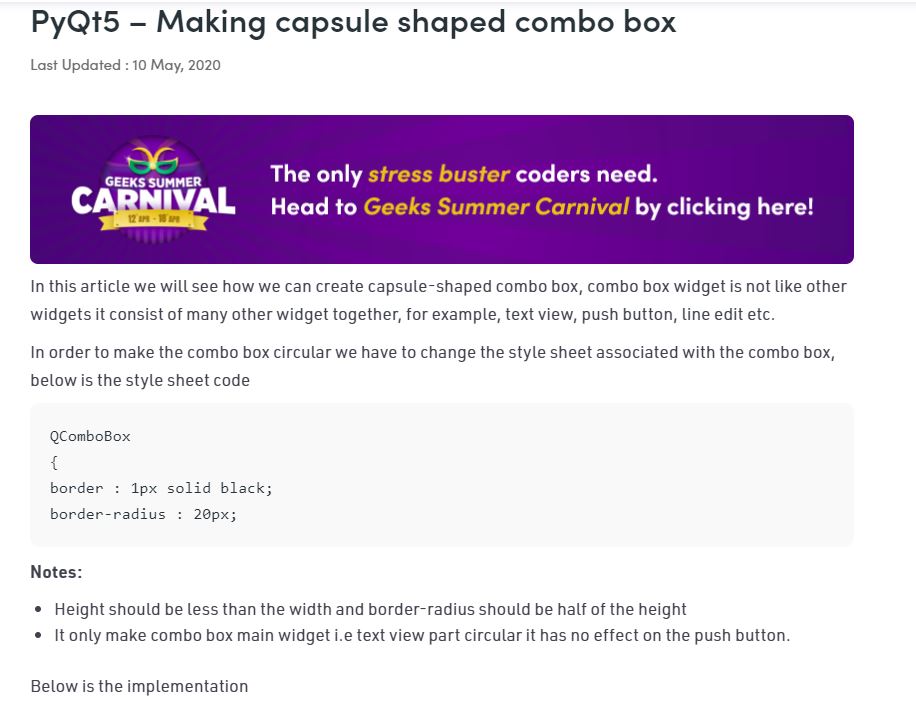 PyQt5 – Making capsule shaped combo box
Last Updated : 10 May, 2020
GEEKS SUMMER
CARNIVAL
12 APR - 18 APR
The only stress buster coders need.
Head to Geeks Summer Carnival by clicking here!
In this article we will see how we can create capsule-shaped combo box, combo box widget is not like other
widgets it consist of many other widget together, for example, text view, push button, line edit etc.
In order to make the combo box circular we have to change the style sheet associated with the combo box,
below is the style sheet code
QComboBox
{
border : 1px solid black;
border-radius : 20px;
Notes:
• Height should be less than the width and border-radius should be half of the height
• It only make combo box main widget i.e text view part circular it has no effect on the push button.
Below is the implementation